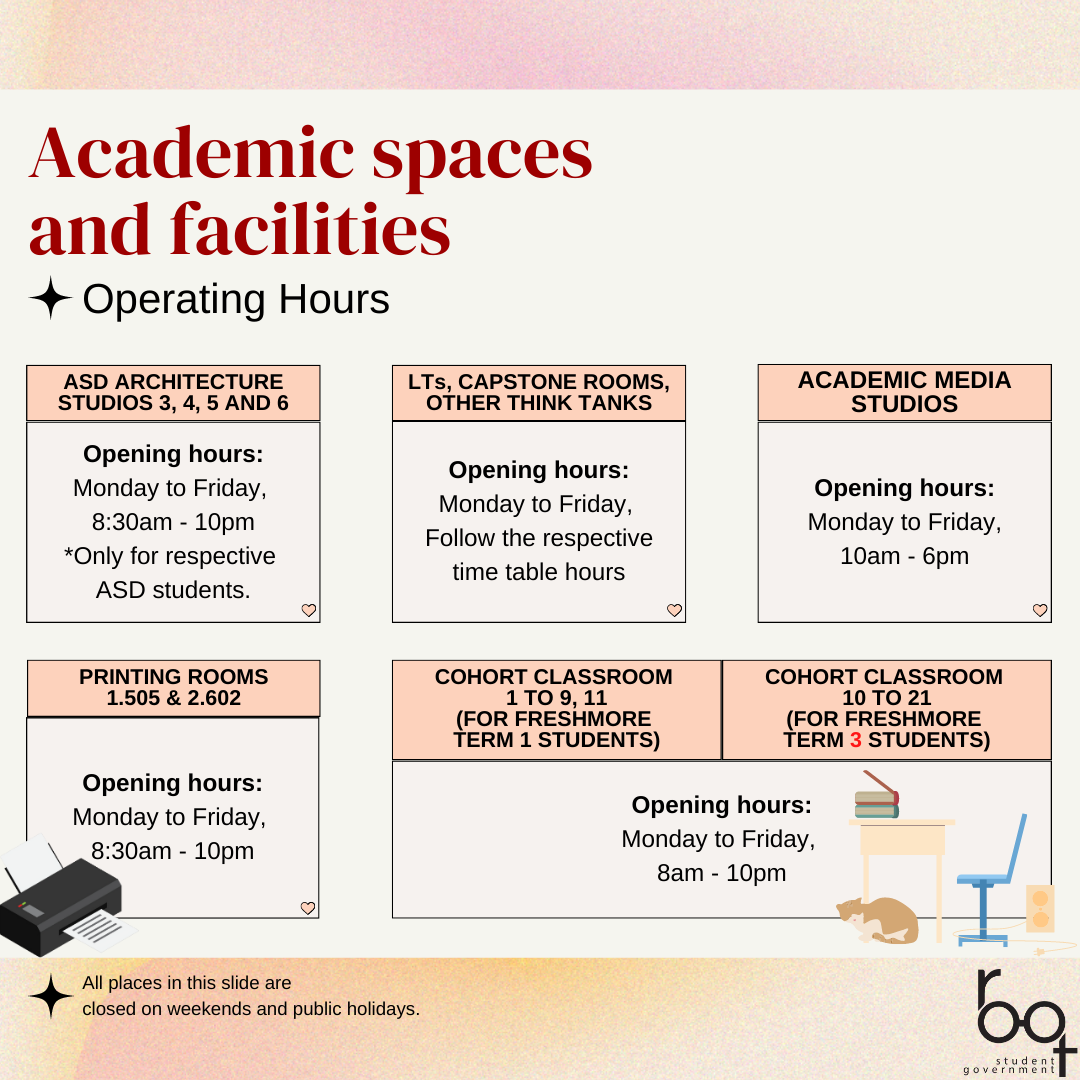 Academic spaces
and facilities
Operating Hours
ASD ARCHITECTURE
STUDIOS 3, 4, 5 AND 6
Opening hours:
Monday to Friday,
8:30am - 10pm
*Only for respective
ASD students.
LTs, CAPSTONE ROOMS,
OTHER THINK TANKS
Opening hours:
Monday to Friday,
Follow the respective
time table hours
ACADEMIC MEDIA
STUDIOS
Opening hours:
Monday to Friday,
10am - 6pm
PRINTING ROOMS
1.505 & 2.602
Opening hours:
Monday to Friday,
8:30am - 10pm
COHORT CLASSROOM
1 TO 9, 11
(FOR FRESHMORE
TERM 1 STUDENTS)
COHORT CLASSROOM
10 TO 21
(FOR FRESHMORE
TERM 3 STUDENTS)
Opening hours:
Monday to Friday,
8am - 10pm
All places in this slide are
closed on weekends and public holidays.
root
student
government